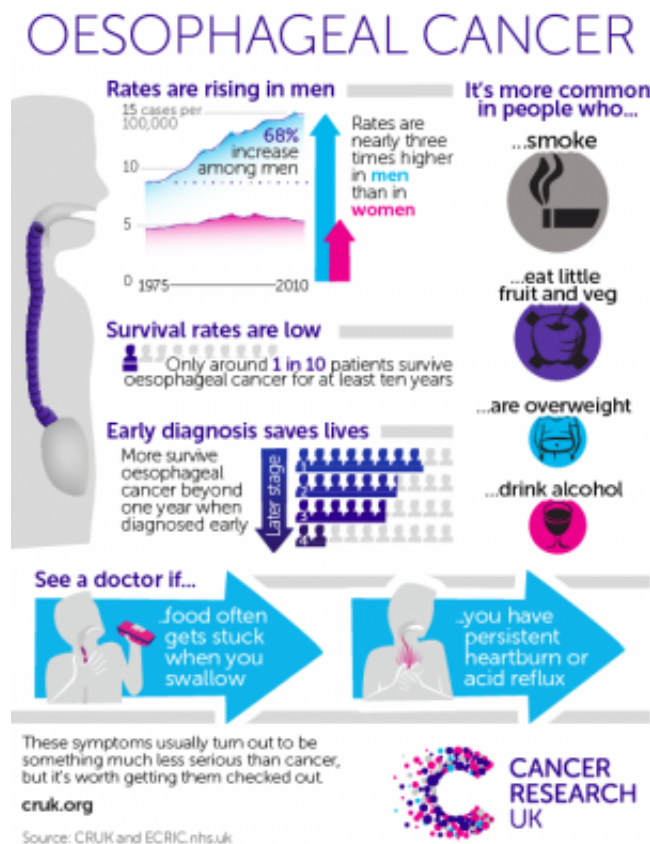 OESOPHAGEAL CANCER
Rates are rising in men
15 cases per
100,000
10
5
0
1975
2010
68%
increase
among men
Rates are
nearly three
times higher
in men
than in
women
It's more common
in people who...
...smoke
...eat little
fruit and veg
...are overweight
...drink alcohol
Survival rates are low
Only around 1 in 10 patients survive
oesophageal cancer for at least ten years
Early diagnosis saves lives
More survive
oesophageal
cancer beyond
one year when
diagnosed early
Later stage
1
2
3
4
See a doctor if...
...food often
gets stuck
when you
swallow
...you have
persistent
heartburn or
acid reflux
These symptoms usually turn out to be
something much less serious than cancer,
but it's worth getting them checked out.
cruk.org
Source: CRUK and ECRIC.nhs.uk
CANCER
RESEARCH
UK